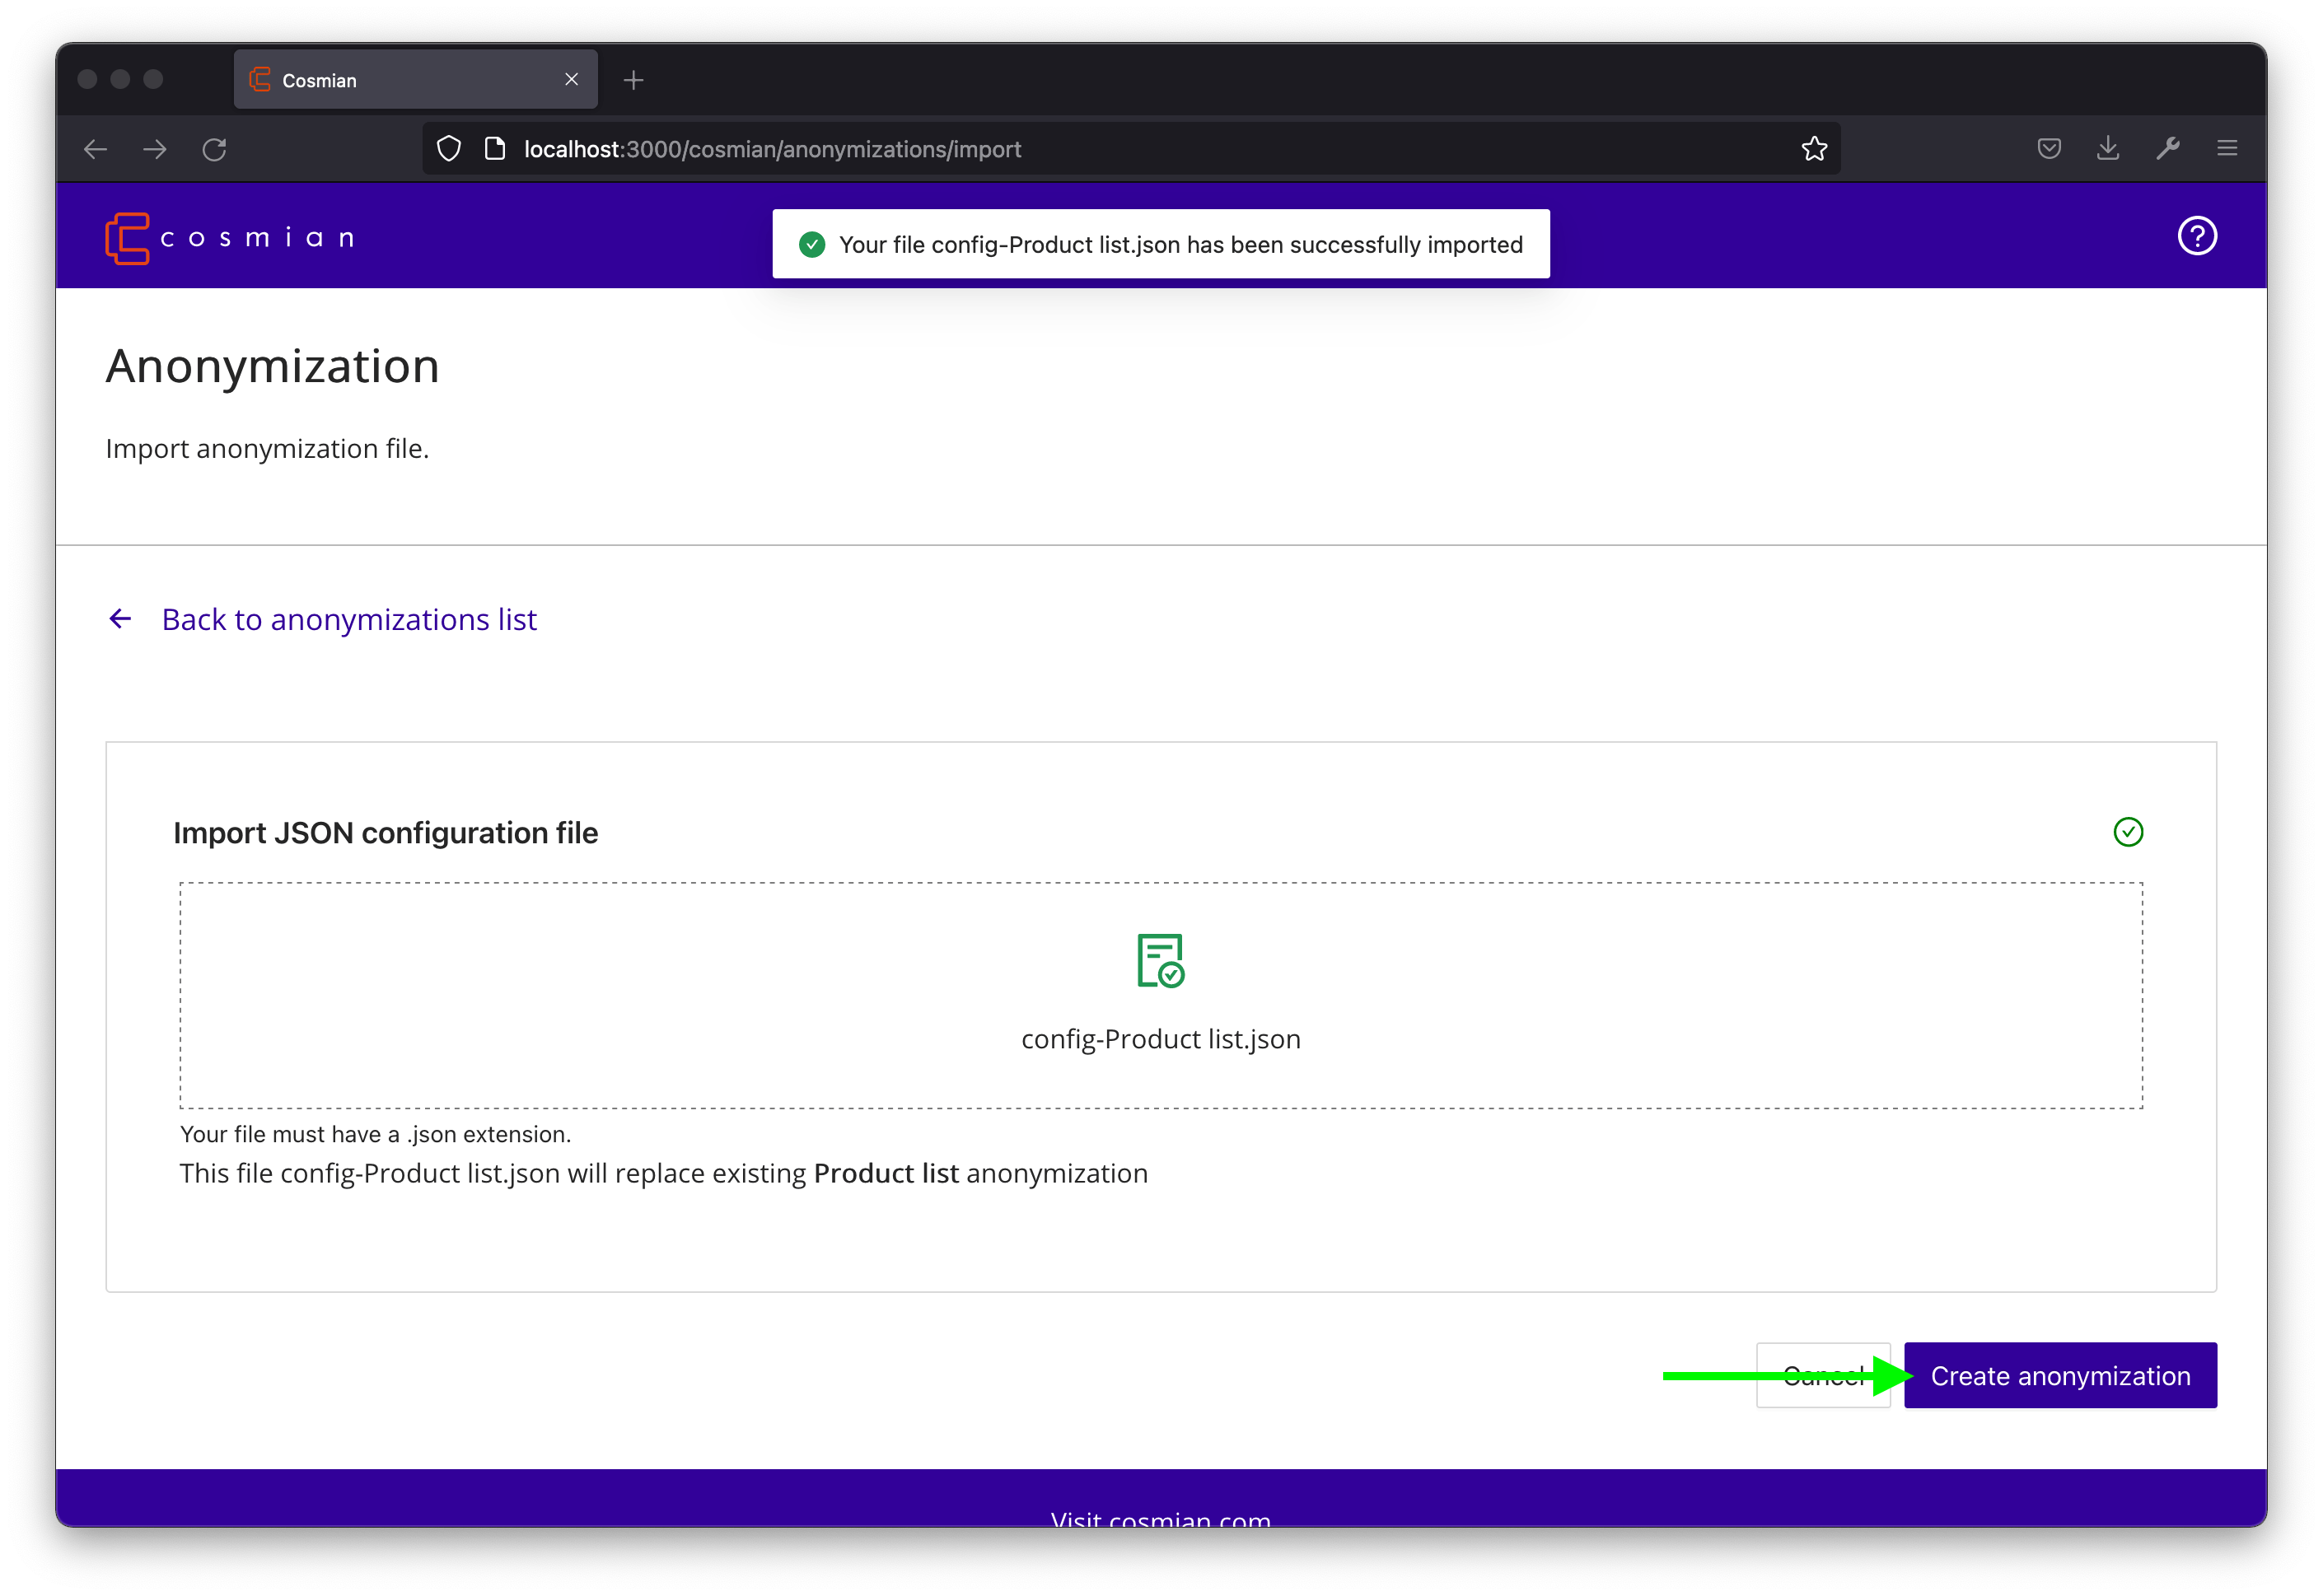 Cosmian
localhost:3000/cosmian/anonymizations/import
cosmian
Your file config-Product list.json has been successfully imported
Anonymization
Import anonymization file.
Back to anonymizations list
Import JSON configuration file
config-Product list.json
Your file must have a .json extension.
This file config-Product list.json will replace existing Product list anonymization
Cancel
Create anonymization
Visit cosmian.com